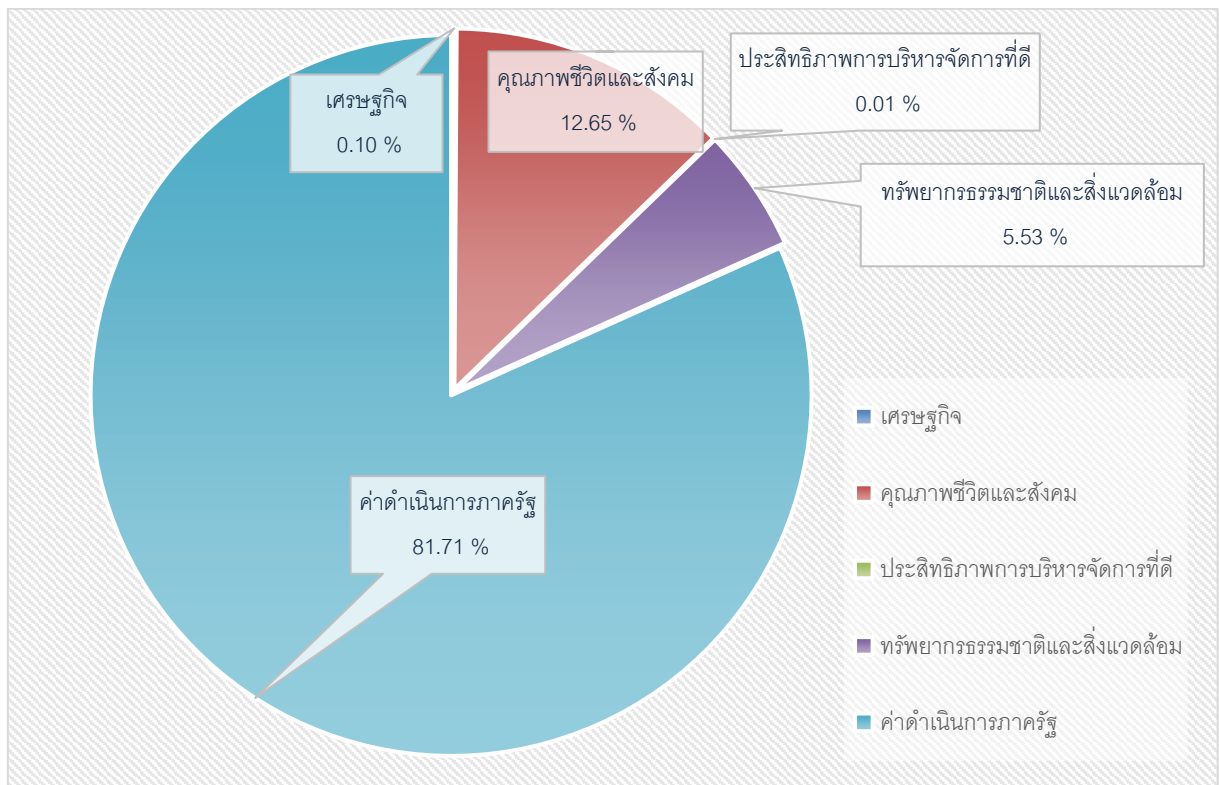 เศรษฐกิจ
0.10 %
คุณภาพชีวิตและสังคม
12.65 %
ประสิทธิภาพการบริหารจัดการที่ดี
0.01 %
ทรัพยากรธรรมชาติและสิ่งแวดล้อม
5.53 %
ค่าดำเนินการภาครัฐ
81.71 %
เศรษฐกิจ
คุณภาพชีวิตและสังคม
ประสิทธิภาพการบริหารจัดการที่ดี
ทรัพยากรธรรมชาติและสิ่งแวดล้อม
ค่าดำเนินการภาครัฐ